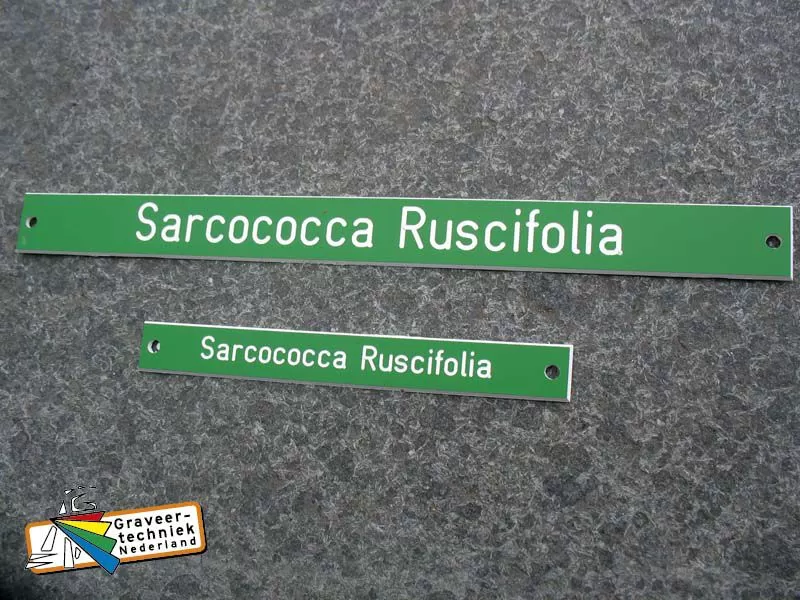 Sarcococca Ruscifolia
Sarcococca Ruscifolia
Graveer-
techniek
Nederland